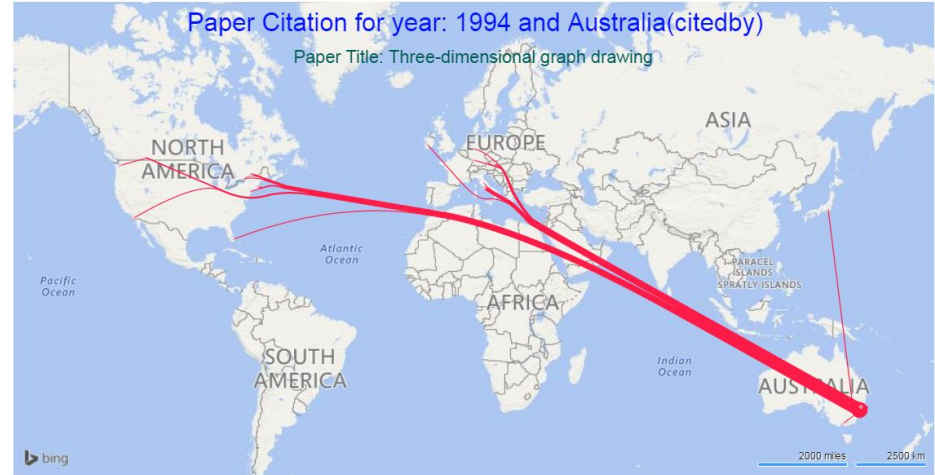 Paper Citation for year: 1994 and Australia(citedby)
Paper Title: Three-dimensional graph drawing
ASIA
NORTH
AMERICA
EUROPE
Atlantic
Ocean
Pacific
Ocean
PARACEL
ISLANDS
SPRATLY ISLANDS
AFRICA
SOUTH
AMERICA
Indian
Ocean
AUSTRALIA
bing
2000 miles
2500 km